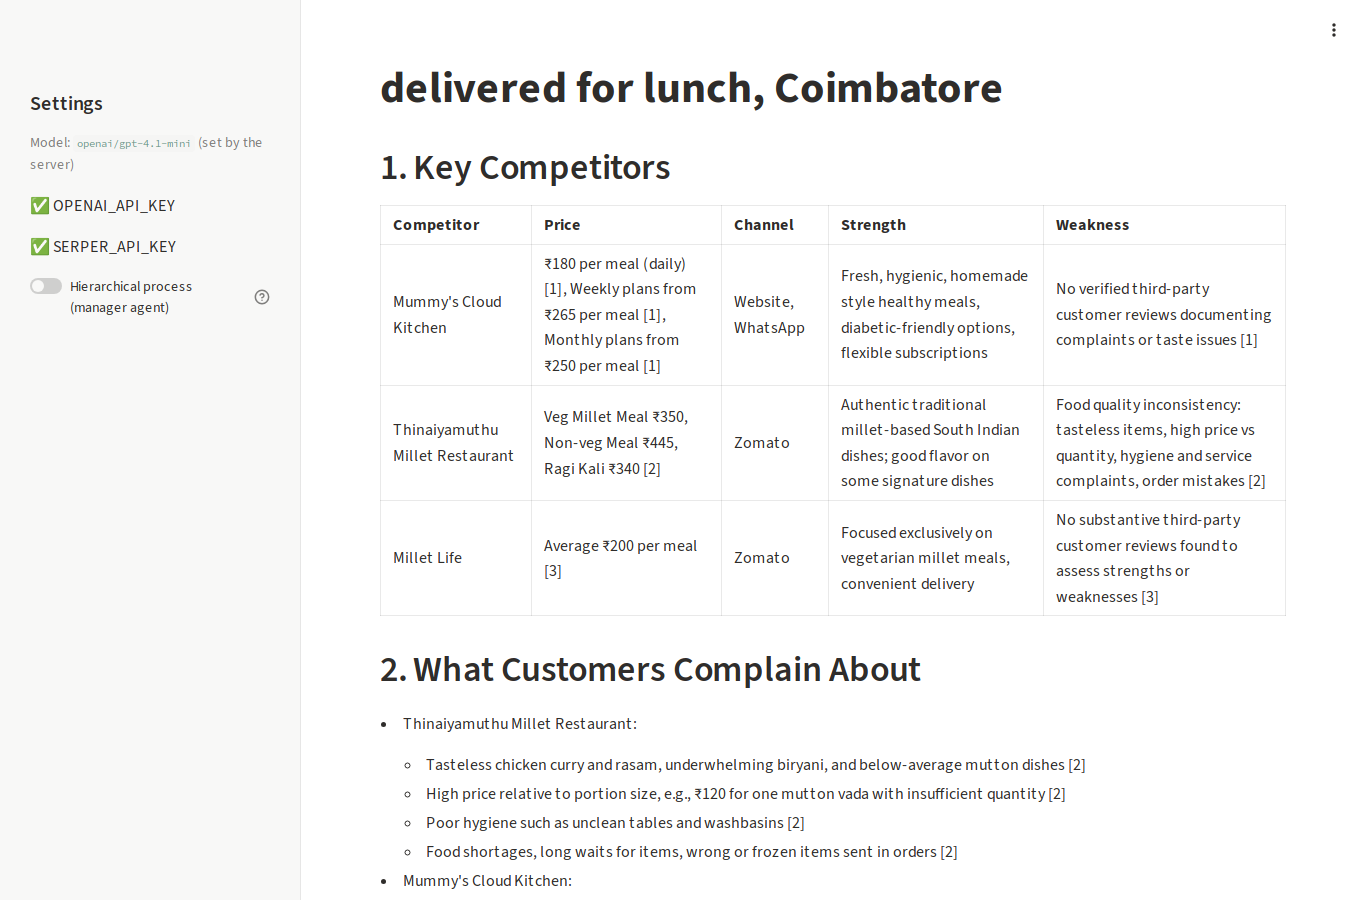 Settings
Model: openai/gpt-4.1-mini (set by the
server)
✅ OPENAI_API_KEY
✅ SERPER_API_KEY
Hierarchical process
(manager agent)
delivered for lunch, Coimbatore
1. Key Competitors
Competitor Price Channel Strength Weakness
Mummy's Cloud
Kitchen
₹180 per meal (daily)
[1], Weekly plans from
₹265 per meal [1],
Monthly plans from
₹250 per meal [1]
Website,
WhatsApp
Fresh, hygienic, homemade
style healthy meals,
diabetic-friendly options,
flexible subscriptions
No verified third-party
customer reviews documenting
complaints or taste issues [1]
Thinaiyamuthu
Millet Restaurant
Veg Millet Meal ₹350,
Non-veg Meal ₹445,
Ragi Kali ₹340 [2]
Zomato
Authentic traditional
millet-based South Indian
dishes; good flavor on
some signature dishes
Food quality inconsistency:
tasteless items, high price vs
quantity, hygiene and service
complaints, order mistakes [2]
Millet Life
Average ₹200 per meal
[3]
Zomato
Focused exclusively on
vegetarian millet meals,
convenient delivery
No substantive third-party
customer reviews found to
assess strengths or
weaknesses [3]
2. What Customers Complain About
• Thinaiyamuthu Millet Restaurant:
◦ Tasteless chicken curry and rasam, underwhelming biryani, and below-average mutton dishes [2]
◦ High price relative to portion size, e.g., ₹120 for one mutton vada with insufficient quantity [2]
◦ Poor hygiene such as unclean tables and washbasins [2]
◦ Food shortages, long waits for items, wrong or frozen items sent in orders [2]
• Mummy's Cloud Kitchen: